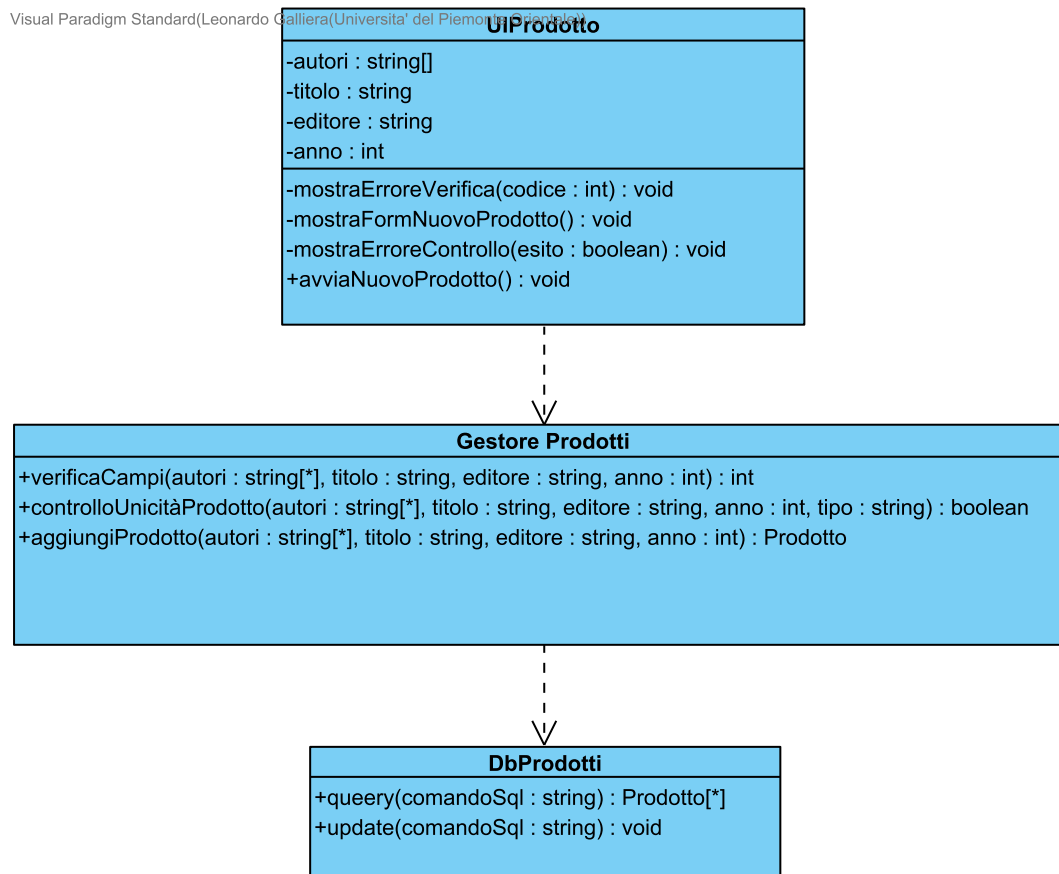 Visual Paradigm Standard(Leonardo Galliera(Universita' del Piemonte Orientale))
UIProdotto
-autori : string[]
-titolo : string
-editore : string
-anno : int
-mostraErroreVerifica(codice : int) : void
-mostraFormNuovoProdotto() : void
-mostraErroreControllo(esito : boolean) : void
+avviaNuovoProdotto() : void
Gestore Prodotti
+verificaCampi(autori : string[*], titolo : string, editore : string, anno : int) : int
+controlloUnicitàProdotto(autori : string[*], titolo : string, editore : string, anno : int, tipo : string) : boolean
+aggiungiProdotto(autori : string[*], titolo : string, editore : string, anno : int) : Prodotto
DbProdotti
+queery(comandoSql : string) : Prodotto[*]
+update(comandoSql : string) : void